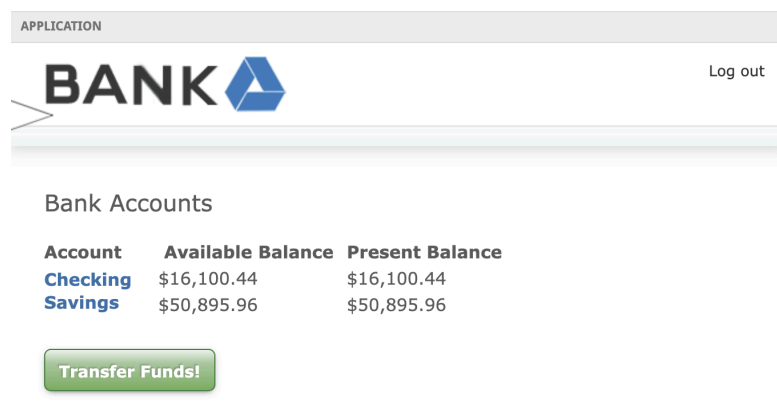 APPLICATION
BANK
Log out
Bank Accounts
Account Available Balance Present Balance
Checking $16,100.44 $16,100.44
Savings $50,895.96 $50,895.96
Transfer Funds!